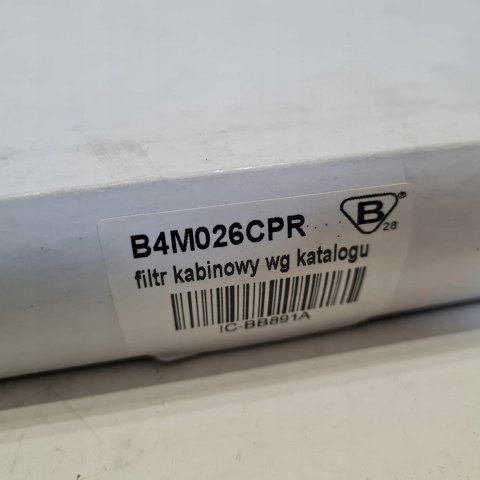 B4M026CPR
B ®
28
filtr kabinowy wg katalogu
IC-BB891A